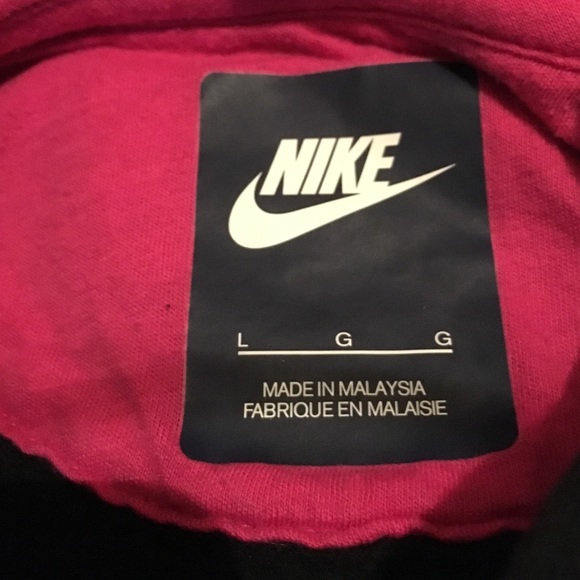 NIKE
L G G
MADE IN MALAYSIA
FABRIQUE EN MALAISIE